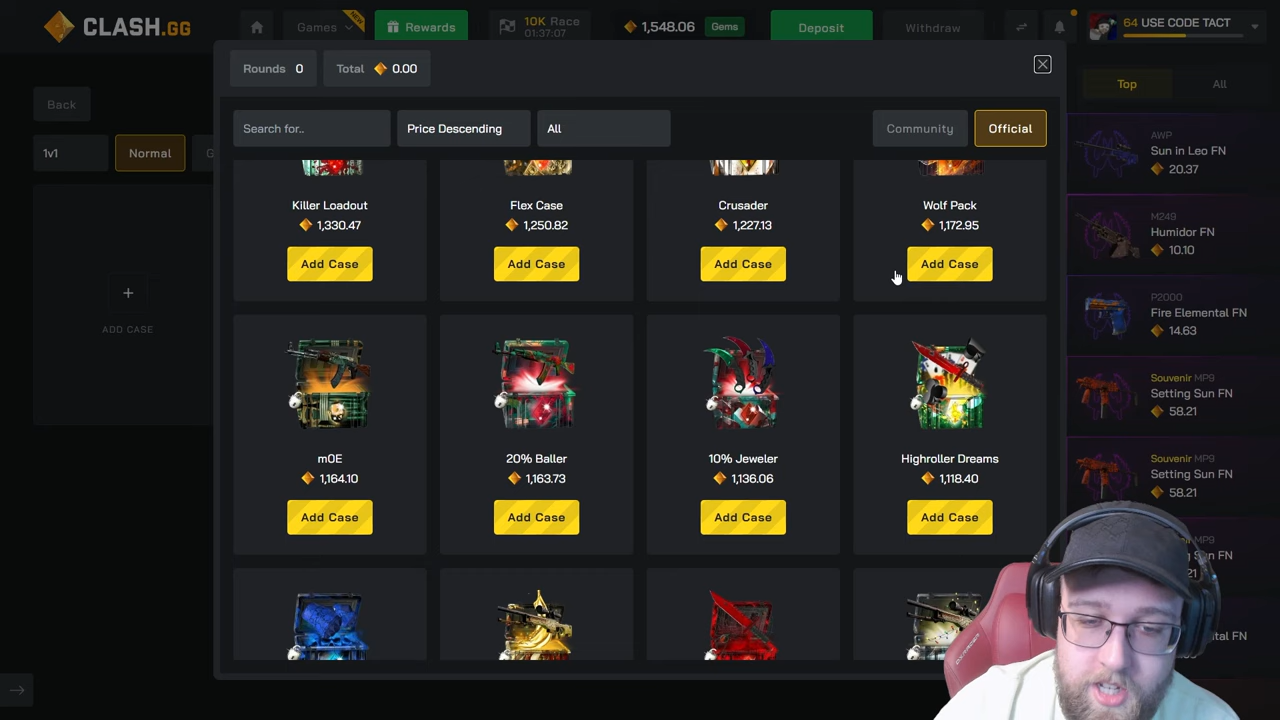 CLASH.GG
Games
NEW
Rewards
10K Race
01:37:07
1,548.06
Gems
Deposit
Withdraw
64 USE CODE TACT
Rounds 0
Total 0.00
Back
1v1
Normal
G
Search for..
Price Descending
All
Community
Official
Top
All
Killer Loadout
1,330.47
Add Case
Flex Case
1,250.82
Add Case
Crusader
1,227.13
Add Case
Wolf Pack
1,172.95
Add Case
+
ADD CASE
m0E
1,164.10
Add Case
20% Baller
1,163.73
Add Case
10% Jeweler
1,136.06
Add Case
Highroller Dreams
1,118.40
Add Case
AWP
Sun in Leo FN
20.37
M249
Humidor FN
10.10
P2000
Fire Elemental FN
14.63
Souvenir MP9
Setting Sun FN
58.21
Souvenir MP9
Setting Sun FN
58.21
MP9
FN
58.21
FN